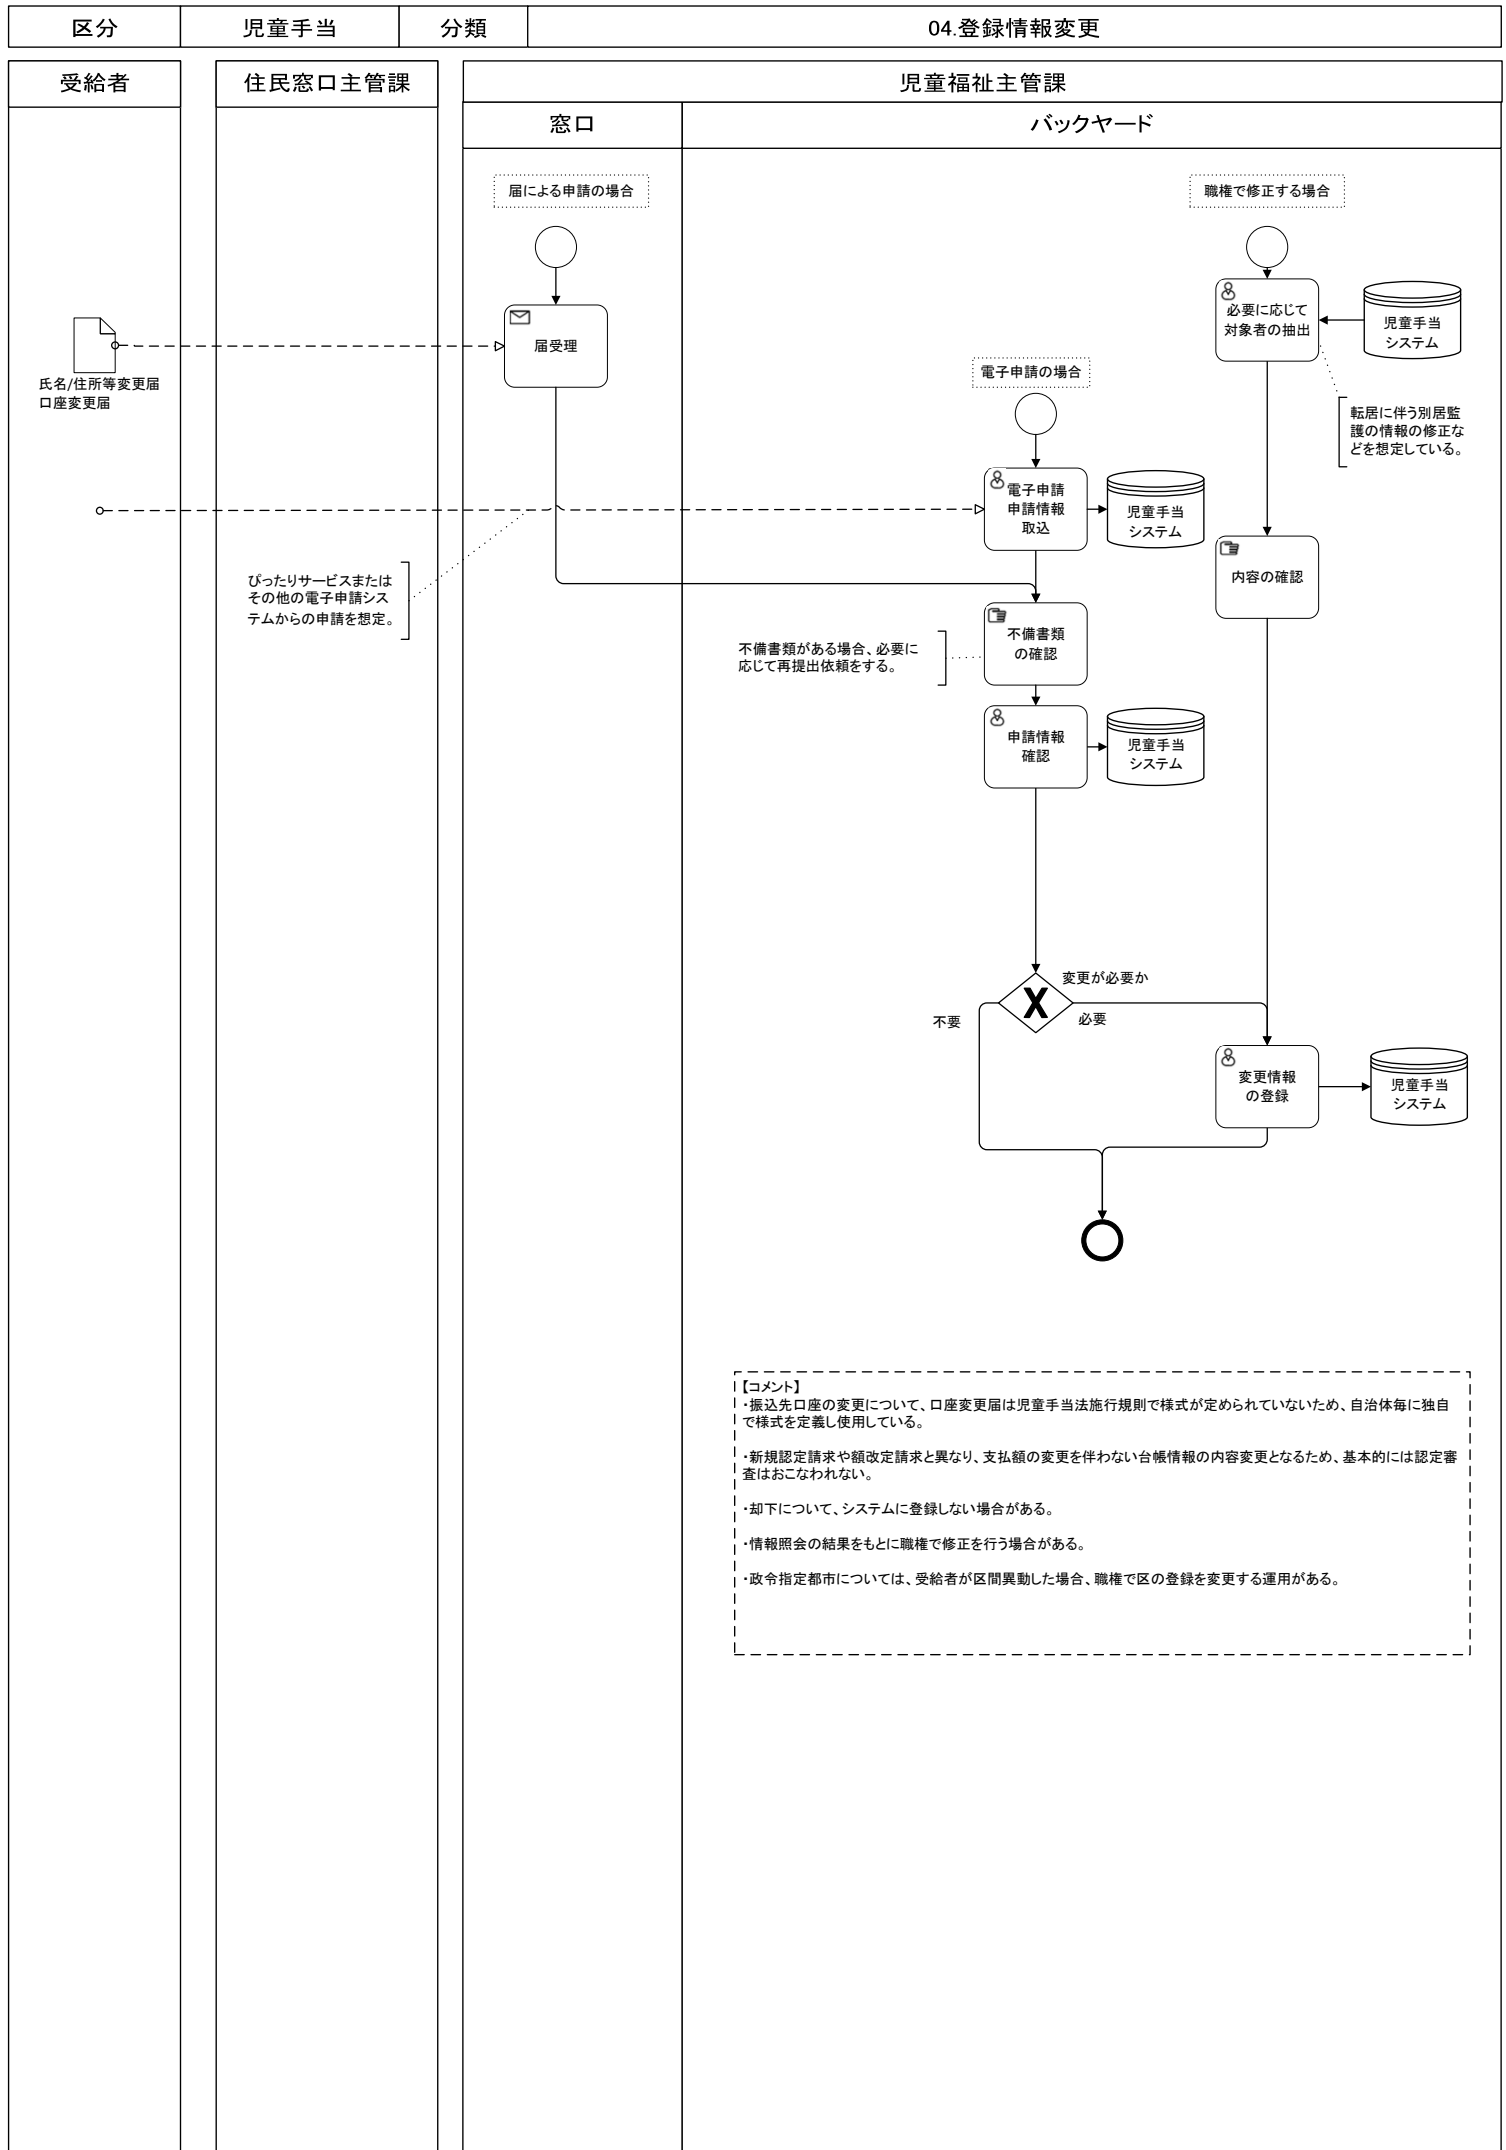 区分
児童手当
分類
04.登録情報変更
受給者
住民窓口主管課
児童福祉主管課
窓口
バックヤード
届による申請の場合
職権で修正する場合
必要に応じて
対象者の抽出
児童手当
システム
届受理
氏名/住所等変更届
口座変更届
電子申請の場合
転居に伴う別居監
護の情報の修正な
どを想定している。
電子申請
申請情報
取込
児童手当
システム
内容の確認
ぴったりサービスまたは
その他の電子申請シス
テムからの申請を想定。
不備書類がある場合、必要に
応じて再提出依頼をする。
不備書類
の確認
申請情報
確認
児童手当
システム
変更が必要か
X
不要
必要
変更情報
の登録
児童手当
システム
【コメント】
・振込先口座の変更について、口座変更届は児童手当法施行規則で様式が定められていないため、自治体毎に独自
で様式を定義し使用している。
・新規認定請求や額改定請求と異なり、支払額の変更を伴わない台帳情報の内容変更となるため、基本的には認定審
査はおこなわれない。
・却下について、システムに登録しない場合がある。
・情報照会の結果をもとに職権で修正を行う場合がある。
・政令指定都市については、受給者が区間異動した場合、職権で区の登録を変更する運用がある。